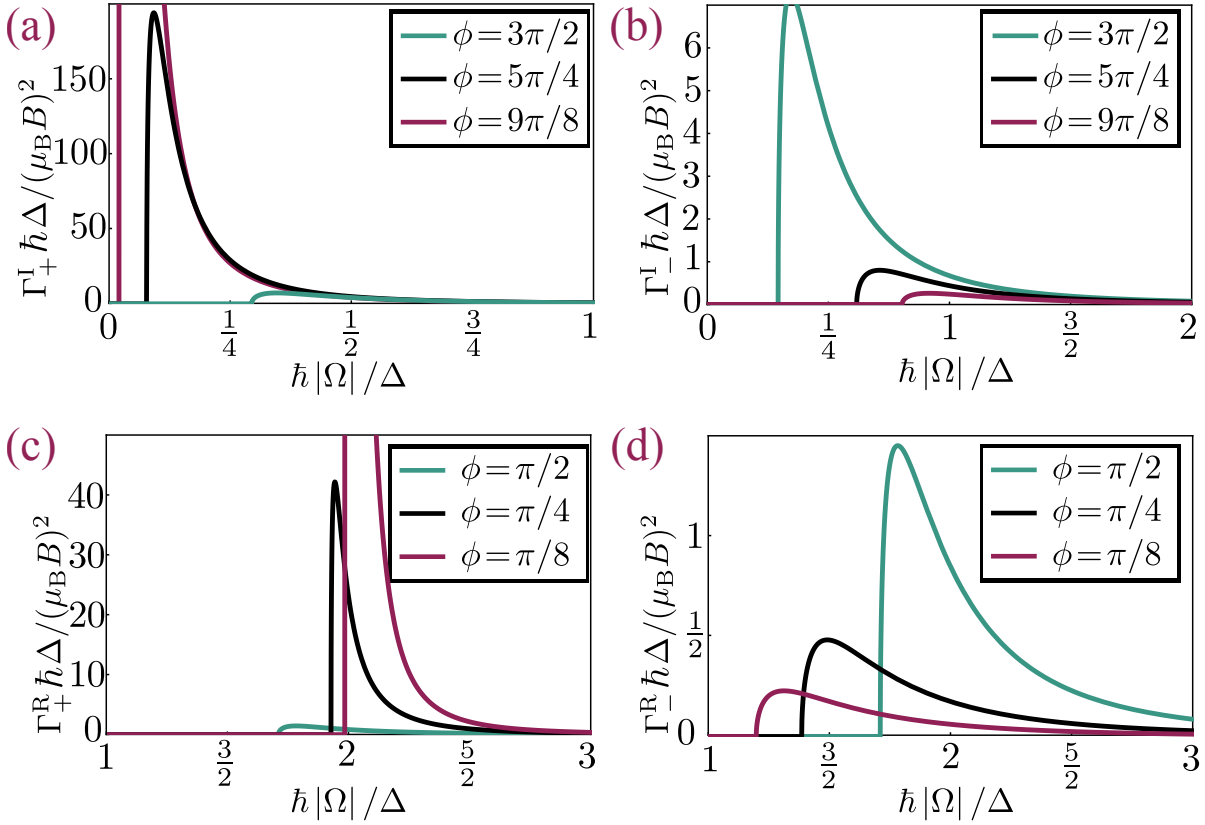 (a)
Γ₊ᴵ ħΔ/(μ_B B)²
150
100
50
0
ϕ = 3π/2
ϕ = 5π/4
ϕ = 9π/8
0 1/4 1/2 3/4 1
ħ|Ω|/Δ
(b)
Γ₋ᴵ ħΔ/(μ_B B)²
6
5
4
3
2
1
0
ϕ = 3π/2
ϕ = 5π/4
ϕ = 9π/8
0 1/4 1 3/2 2
ħ|Ω|/Δ
(c)
Γ₊ᴿ ħΔ/(μ_B B)²
40
30
20
10
0
ϕ = π/2
ϕ = π/4
ϕ = π/8
1 3/2 2 5/2 3
ħ|Ω|/Δ
(d)
Γ₋ᴿ ħΔ/(μ_B B)²
1
1/2
0
ϕ = π/2
ϕ = π/4
ϕ = π/8
1 3/2 2 5/2 3
ħ|Ω|/Δ